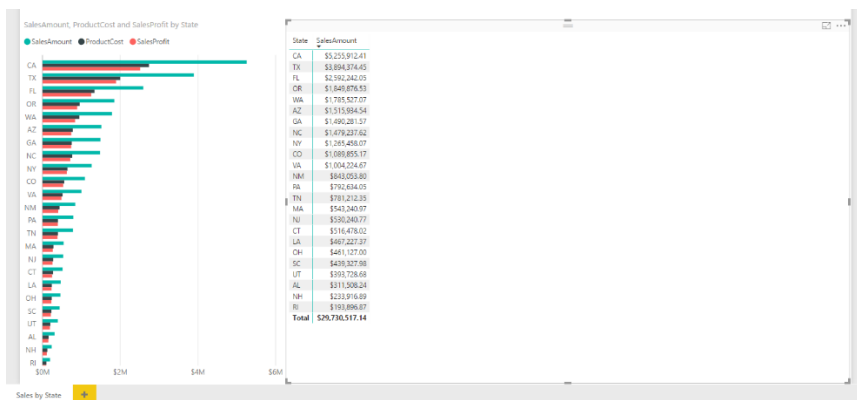 SalesAmount, ProductCost and SalesProfit by State
SalesAmount ProductCost SalesProfit
CA
TX
FL
OR
WA
AZ
GA
NC
NY
CO
VA
NM
PA
TN
MA
NJ
CT
LA
OH
SC
UT
AL
NH
RI
$0M $2M $4M $6M
State SalesAmount
CA $5,255,912.41
TX $3,894,374.45
FL $2,592,242.05
OR $1,849,876.53
WA $1,785,527.07
AZ $1,515,934.54
GA $1,490,281.57
NC $1,479,237.62
NY $1,265,458.07
CO $1,089,855.17
VA $1,004,224.67
NM $843,053.80
PA $792,634.05
TN $781,212.35
MA $543,240.97
NJ $530,240.77
CT $516,478.02
LA $467,227.37
OH $461,127.00
SC $439,327.98
UT $393,728.68
AL $311,508.24
NH $233,916.89
RI $193,896.87
Total $29,730,517.14
Sales by State +